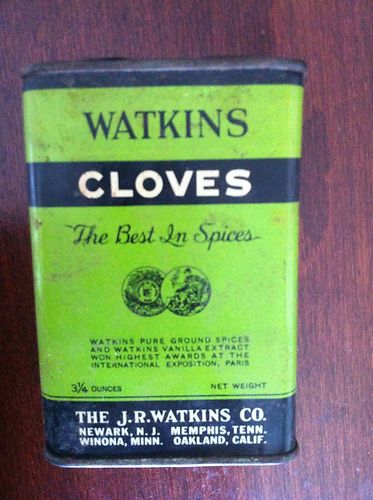 WATKINS
CLOVES
The Best In Spices
WATKINS PURE GROUND SPICES
AND WATKINS VANILLA EXTRACT
WON HIGHEST AWARDS AT THE
INTERNATIONAL EXPOSITION, PARIS
3¼ OUNCES NET WEIGHT
THE J.R.WATKINS CO.
NEWARK, N. J. MEMPHIS, TENN.
WINONA, MINN. OAKLAND, CALIF.